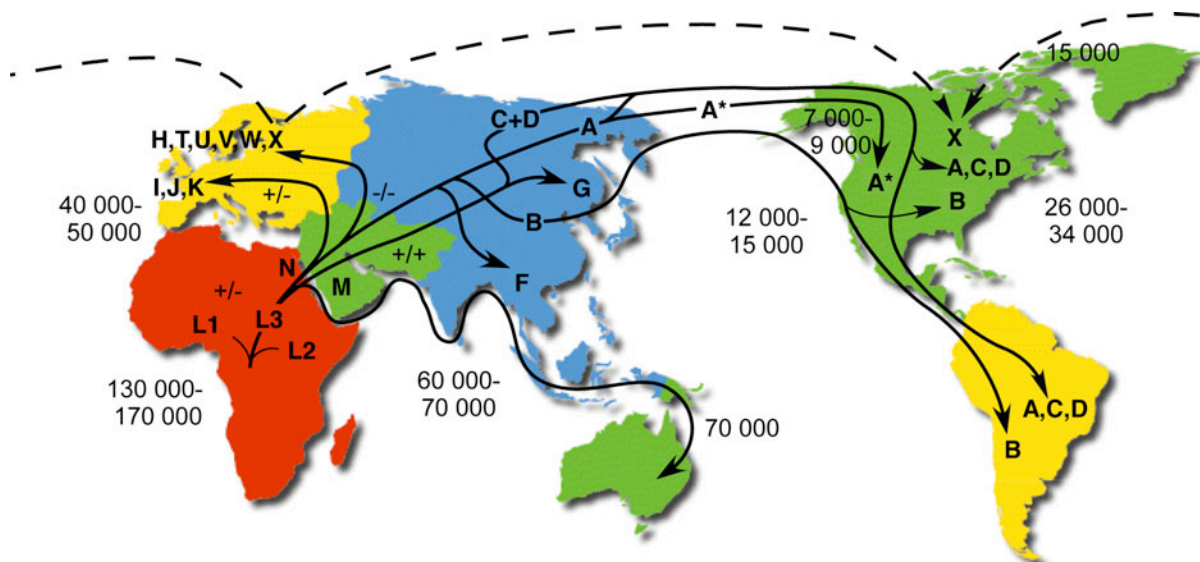 15 000
C+D
A
A*
7 000-
9 000
H,T,U,V,W,X
X
I,J,K
+/-
-/-
G
A,C,D
A*
B
40 000-
50 000
B
12 000-
15 000
26 000-
34 000
N
+/+
F
M
+/-
L3
L1
L2
130 000-
170 000
60 000-
70 000
70 000
A,C,D
B